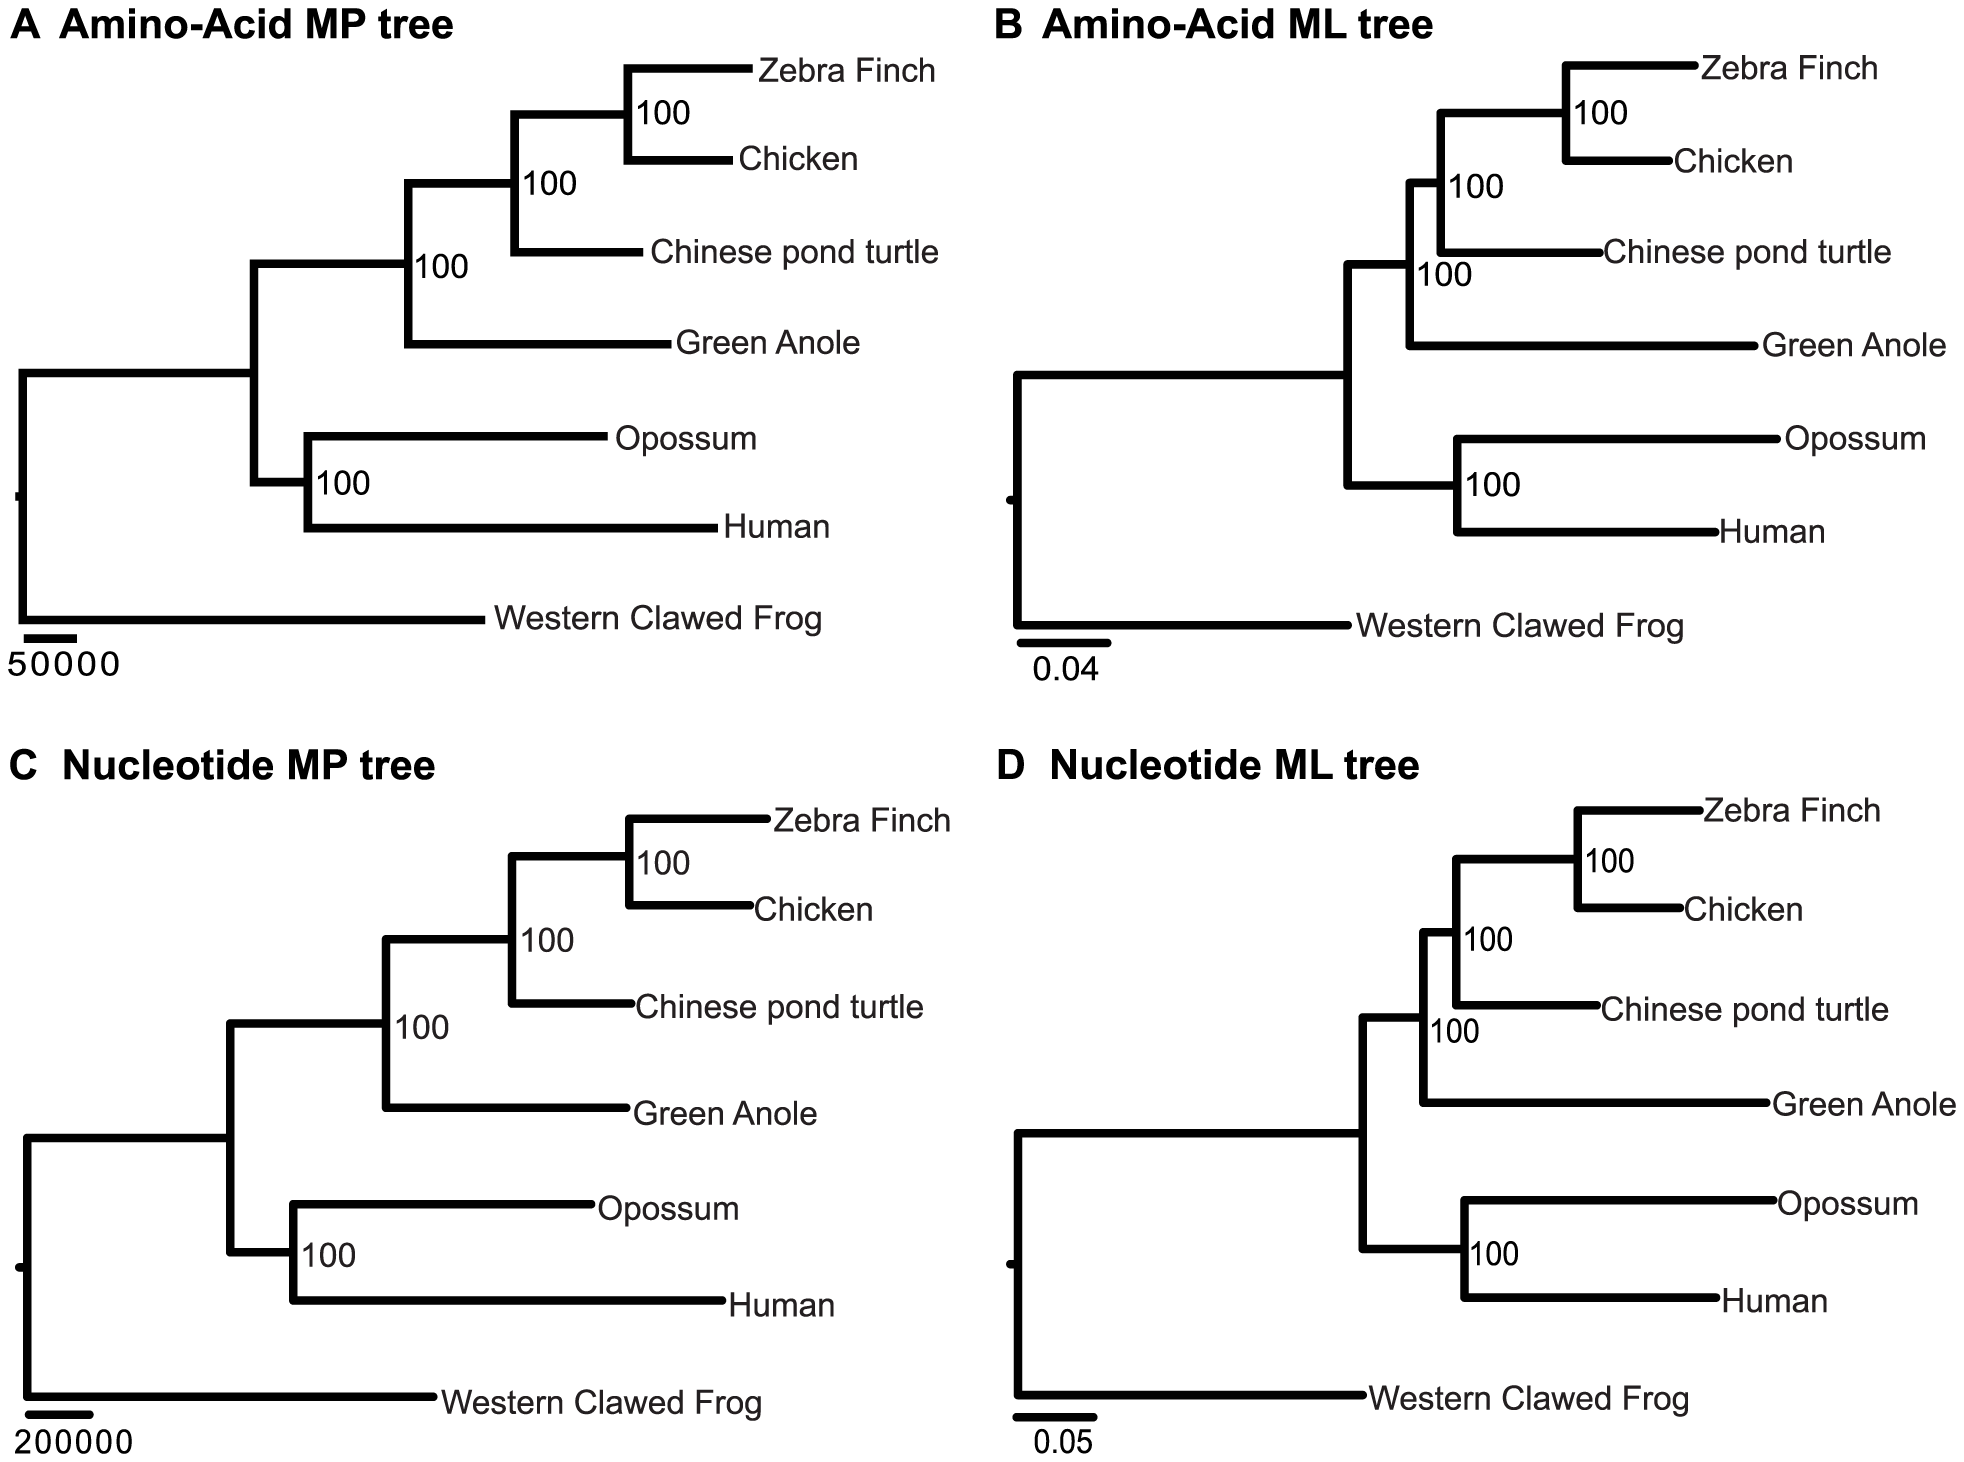 A Amino-Acid MP tree
Zebra Finch
100
Chicken
100
Chinese pond turtle
100
Green Anole
Opossum
100
Human
Western Clawed Frog
50000
B Amino-Acid ML tree
Zebra Finch
100
Chicken
100
Chinese pond turtle
100
Green Anole
Opossum
100
Human
Western Clawed Frog
0.04
C Nucleotide MP tree
Zebra Finch
100
Chicken
100
Chinese pond turtle
100
Green Anole
Opossum
100
Human
Western Clawed Frog
200000
D Nucleotide ML tree
Zebra Finch
100
Chicken
100
Chinese pond turtle
100
Green Anole
Opossum
100
Human
Western Clawed Frog
0.05